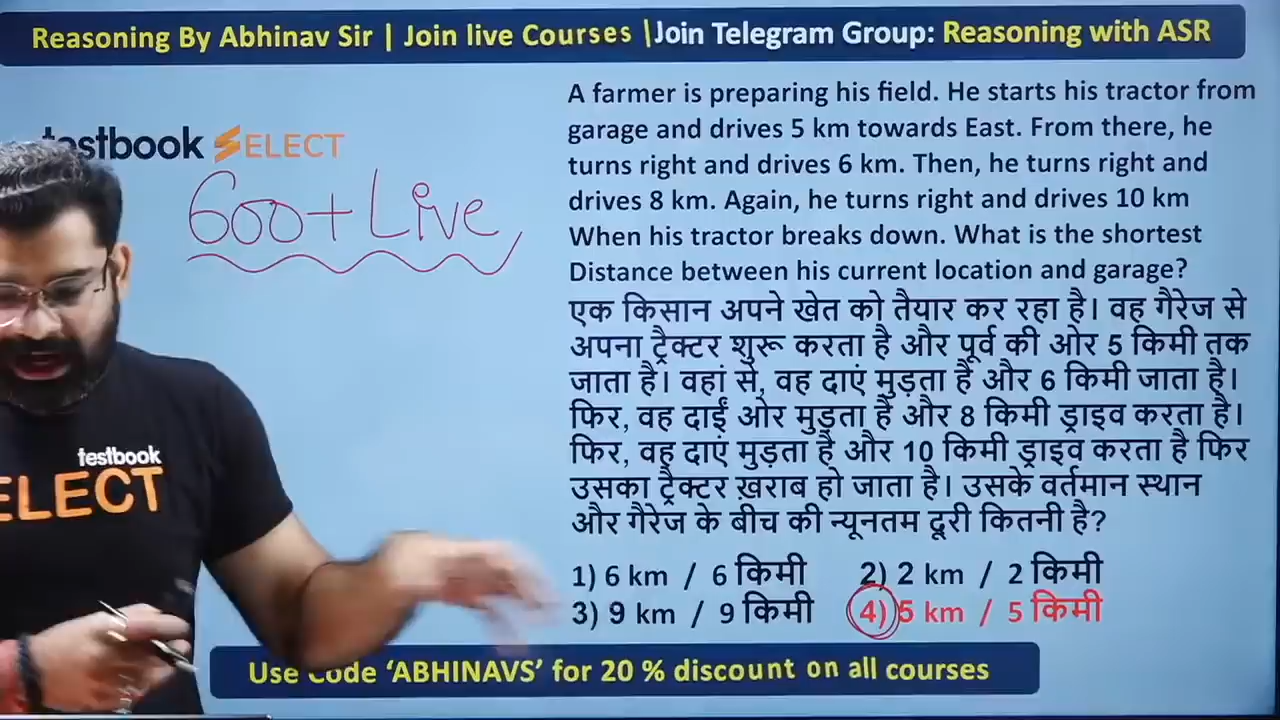 Reasoning By Abhinav Sir | Join live Courses \Join Telegram Group: Reasoning with ASR
testbook SELECT
600+ Live
A farmer is preparing his field. He starts his tractor from
garage and drives 5 km towards East. From there, he
turns right and drives 6 km. Then, he turns right and
drives 8 km. Again, he turns right and drives 10 km
When his tractor breaks down. What is the shortest
Distance between his current location and garage?
एक किसान अपने खेत को तैयार कर रहा है। वह गैरेज से
अपना ट्रैक्टर शुरू करता है और पूर्व की ओर 5 किमी तक
जाता है। वहां से, वह दाएं मुड़ता है और 6 किमी जाता है।
फिर, वह दाईं ओर मुड़ता है और 8 किमी ड्राइव करता है।
फिर, वह दाएं मुड़ता है और 10 किमी ड्राइव करता है फिर
उसका ट्रैक्टर ख़राब हो जाता है। उसके वर्तमान स्थान
और गैरेज के बीच की न्यूनतम दूरी कितनी है?
1) 6 km / 6 किमी 2) 2 km / 2 किमी
3) 9 km / 9 किमी 4) 5 km / 5 किमी
testbook
ELECT
Use Code ‘ABHINAVS’ for 20 % discount on all courses